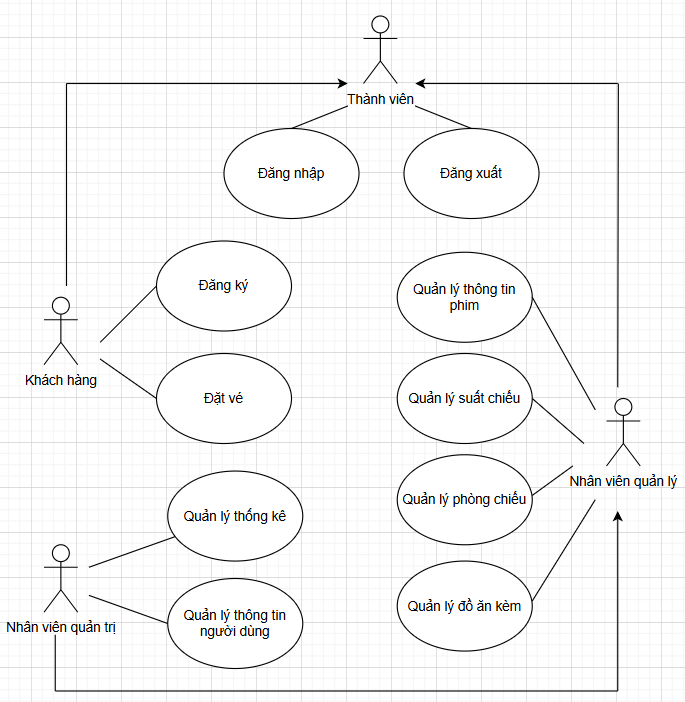 Thành viên
Đăng nhập
Đăng xuất
Đăng ký
Quản lý thông tin
phim
Khách hàng
Đặt vé
Quản lý suất chiếu
Nhân viên quản lý
Quản lý phòng chiếu
Quản lý thống kê
Quản lý đồ ăn kèm
Nhân viên quản trị
Quản lý thông tin
người dùng